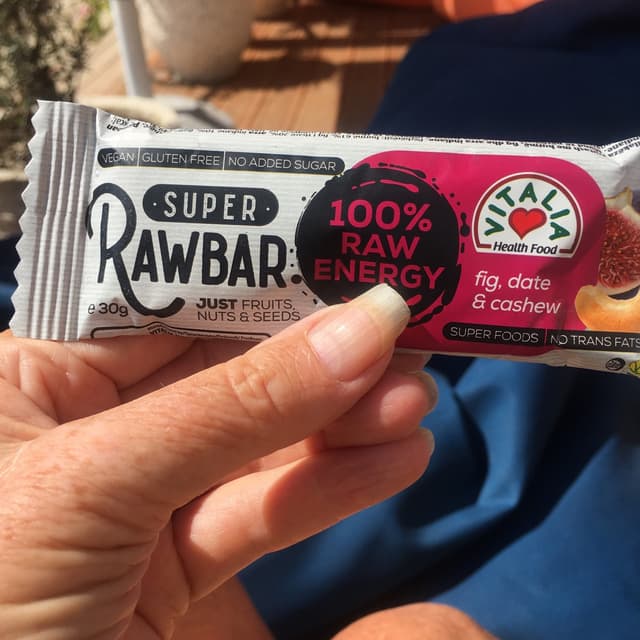 VEGAN | GLUTEN FREE | NO ADDED SUGAR
SUPER
RAWBAR
e 30g
JUST FRUITS,
NUTS & SEEDS
100%
RAW
ENERGY
VITALIA
Health Food
fig, date
& cashew
SUPER FOODS | NO TRANS FATS